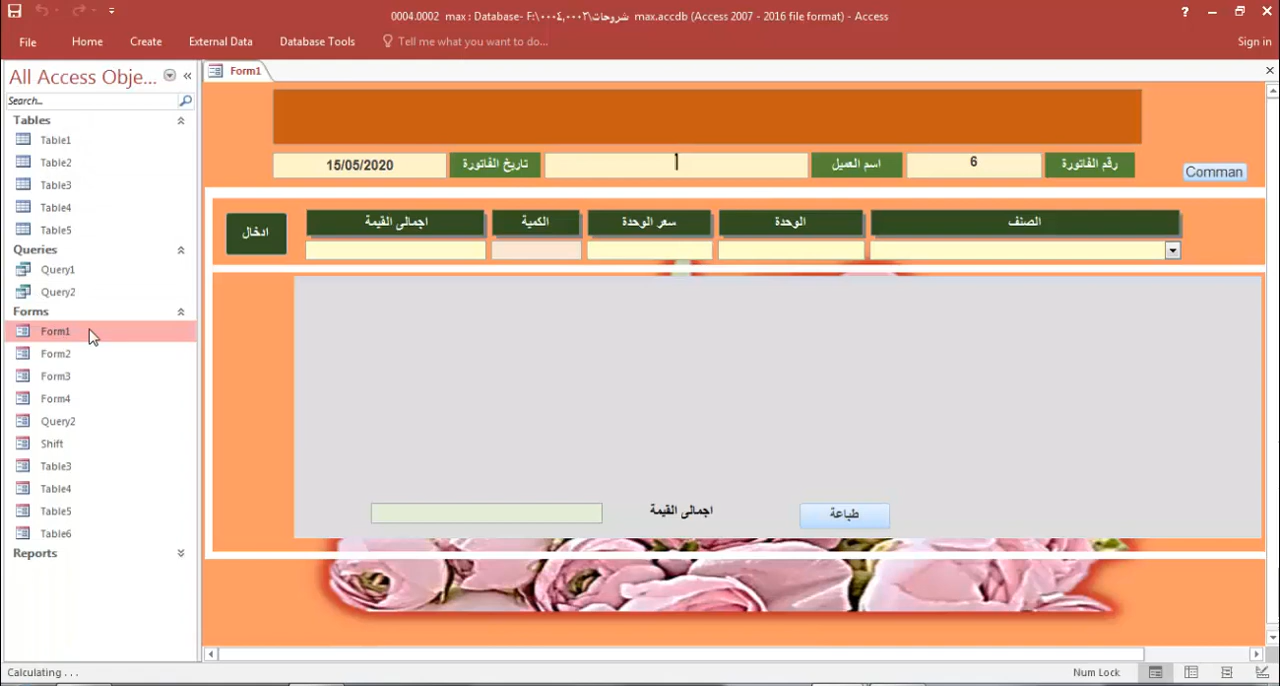 0004.0002 max : Database- F:\شروحات\٠٠٠٤,٠٠٠٢ max.accdb (Access 2007 - 2016 file format) - Access
?
File Home Create External Data Database Tools Tell me what you want to do...
Sign in
All Access Obje...
Search...
Tables
Table1
Table2
Table3
Table4
Table5
Queries
Query1
Query2
Forms
Form1
Form2
Form3
Form4
Query2
Shift
Table3
Table4
Table5
Table6
Reports
Form1
رقم الفاتورة 6 اسم العميل تاريخ الفاتورة 15/05/2020
Comman
الصنف الوحدة سعر الوحدة الكمية اجمالى القيمة ادخال
طباعة اجمالى القيمة
Calculating . . .
Num Lock